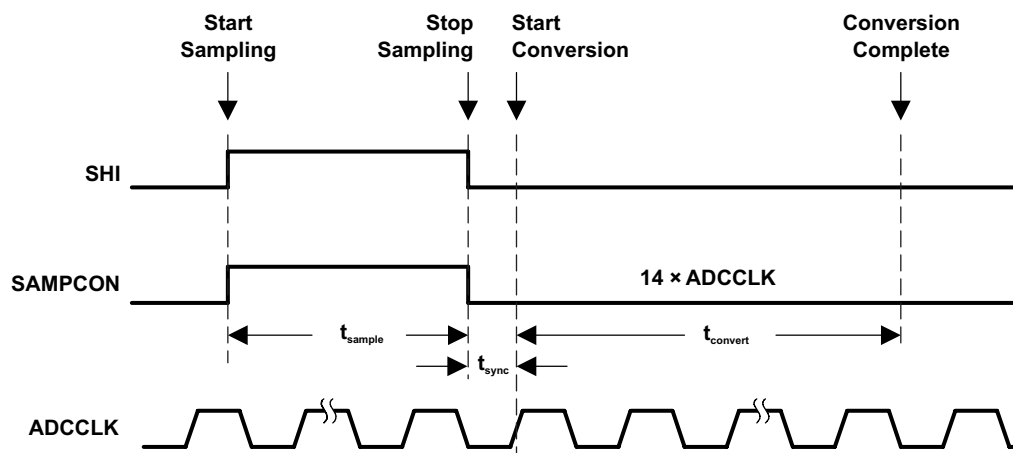 Start
Sampling
Stop
Sampling
Start
Conversion
Conversion
Complete
SHI
SAMPCON
14 × ADCCLK
tsample
tconvert
tsync
ADCCLK